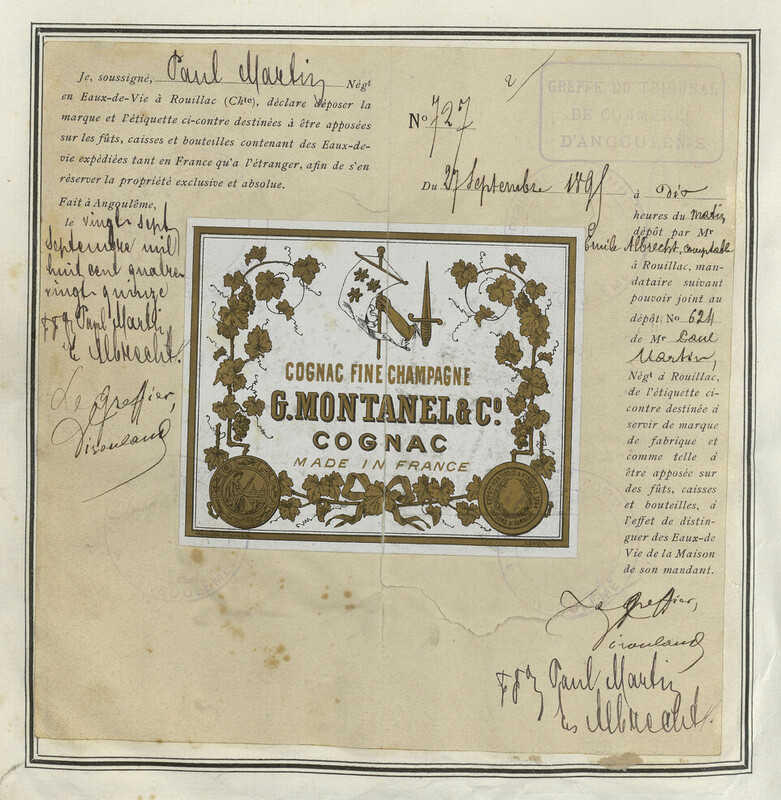 Je, soussigné, Paul Martin Négt
en Eaux-de-Vie à Rouillac (Chte), déclare déposer la
marque et l'étiquette ci-contre destinées à être apposées
sur les fûts, caisses et bouteilles contenant des Eaux-de-
vie expédiées tant en France qu'a l'étranger, afin de s'en
réserver la propriété exclusive et absolue.
Fait à Angoulême,
le vingt sept
septembre mil
huit cent quatre
vingt quinze
Paul Martin
E Albrecht.
Le Greffier,
GREFFE DU TRIBUNAL
DE COMMERCE
D'ANGOULÊME
No 727
Du 27 Septembre 1895
à Dix
heures du matin
dépôt par Mr
Emile Albrecht, comptable
à Rouillac, man-
dataire suivant
pouvoir joint au
dépôt No 624
de Mr Paul
Martin,
Négt à Rouillac,
de l'étiquette ci-
contre destinée à
servir de marque
de fabrique et
comme telle à
être apposée sur
des fûts, caisses
et bouteilles, à
l'effet de distin-
guer des Eaux-de
Vie de la Maison
de son mandant.
Le Greffier,
Paul Martin
Albrecht.
COGNAC FINE CHAMPAGNE
G. MONTANEL & Co.
COGNAC
MADE IN FRANCE